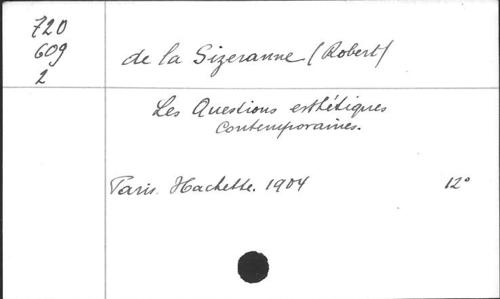 720
609
2
de la Sizeranne (Robert)
Les Questions esthétiques
contemporaines.
Paris. Hachette. 1904 12°